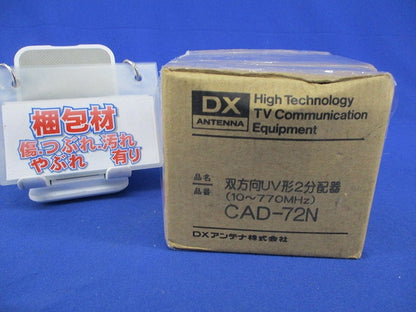 梱包材
傷・つぶれ・汚れ
やぶれ 有り
DX
ANTENNA
High Technology
TV Communication
Equipment
品名
品番
双方向UV形2分配器
(10〜770MHz)
CAD-72N
DXアンテナ株式会社